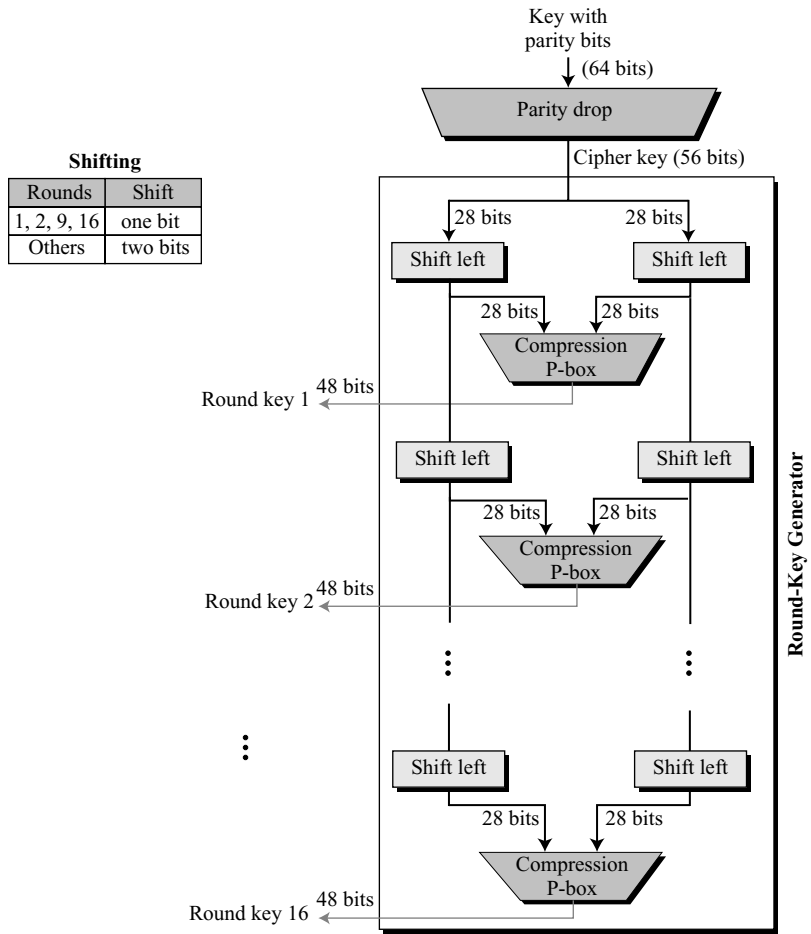 Key with
parity bits
(64 bits)
Parity drop
Cipher key (56 bits)
Shifting
Rounds Shift
1, 2, 9, 16 one bit
Others two bits
28 bits 28 bits
Shift left Shift left
28 bits 28 bits
Compression
P-box
48 bits
Round key 1
Shift left Shift left
28 bits 28 bits
Compression
P-box
48 bits
Round key 2
Round-Key Generator
Shift left Shift left
28 bits 28 bits
Compression
P-box
48 bits
Round key 16